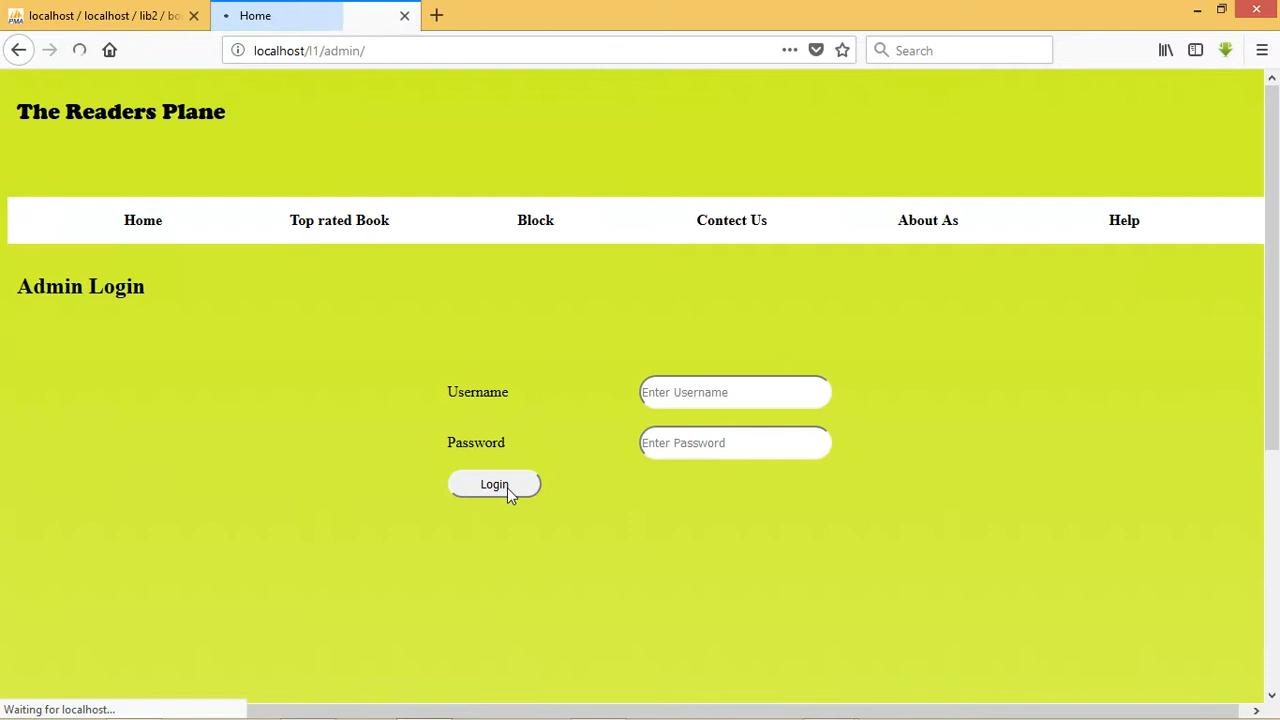 localhost / localhost / lib2 / bo
Home
localhost/l1/admin/
Search
The Readers Plane
Home
Top rated Book
Block
Contect Us
About As
Help
Admin Login
Username
Enter Username
Password
Enter Password
Login
Waiting for localhost...